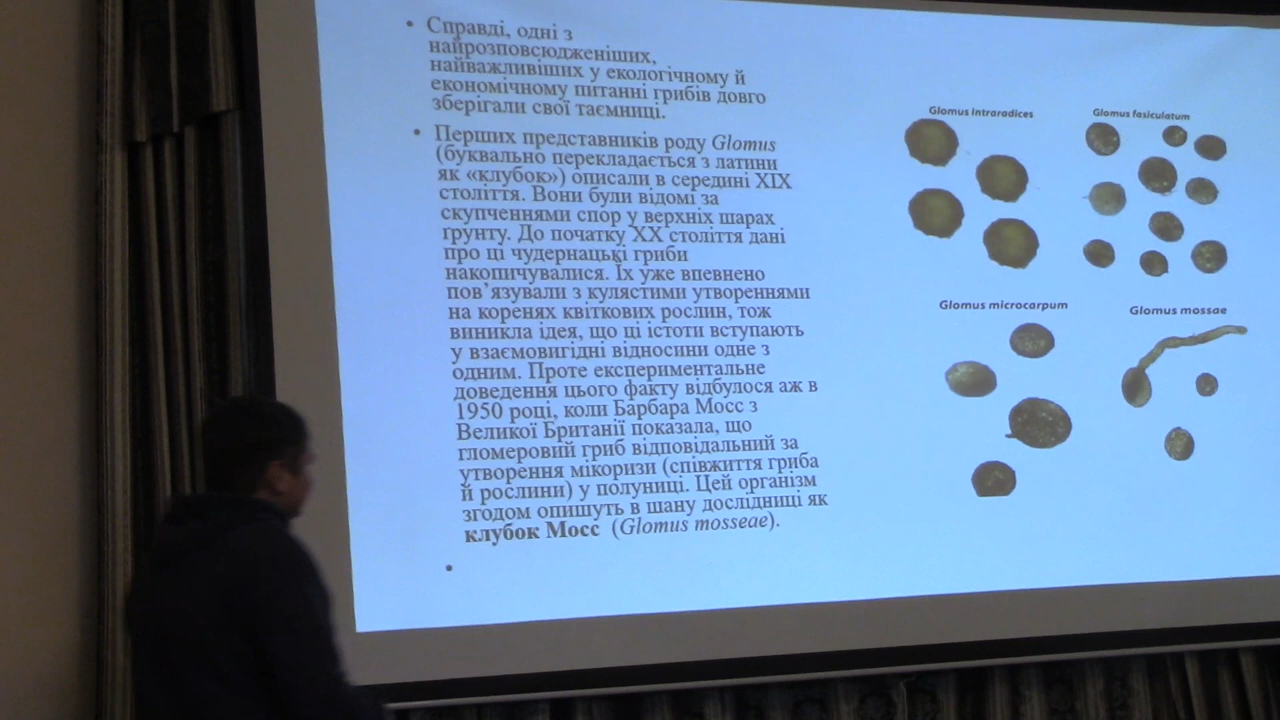 • Справді, одні з
найрозповсюдженіших,
найважливіших у екологічному й
економічному питанні грибів довго
зберігали свої таємниці.
• Перших представників роду Glomus
(буквально перекладається з латини
як «клубок») описали в середині XIX
століття. Вони були відомі за
скупченнями спор у верхніх шарах
ґрунту. До початку XX століття дані
про ці чудернацькі гриби
накопичувалися. Їх уже впевнено
пов’язували з кулястими утвореннями
на коренях квіткових рослин, тож
виникла ідея, що ці істоти вступають
у взаємовигідні відносини одне з
одним. Проте експериментальне
доведення цього факту відбулося аж в
1950 році, коли Барбара Мосс з
Великої Британії показала, що
гломеровий гриб відповідальний за
утворення мікоризи (співжиття гриба
й рослини) у полуниці. Цей організм
згодом опишуть в шану дослідниці як
клубок Мосс (Glomus mosseae).
•
Glomus intraradices
Glomus fasiculatum
Glomus microcarpum
Glomus mossae